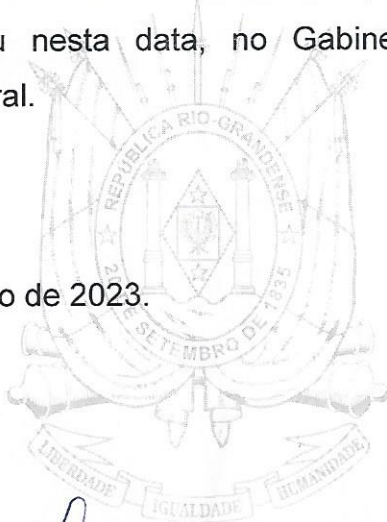 u nesta data, no Gabine
ral.
REPÚBLICA RIO-GRANDENSE
o de 2023.
20 DE SETEMBRO DE 1835
LIBERDADE IGUALDADE HUMANIDADE